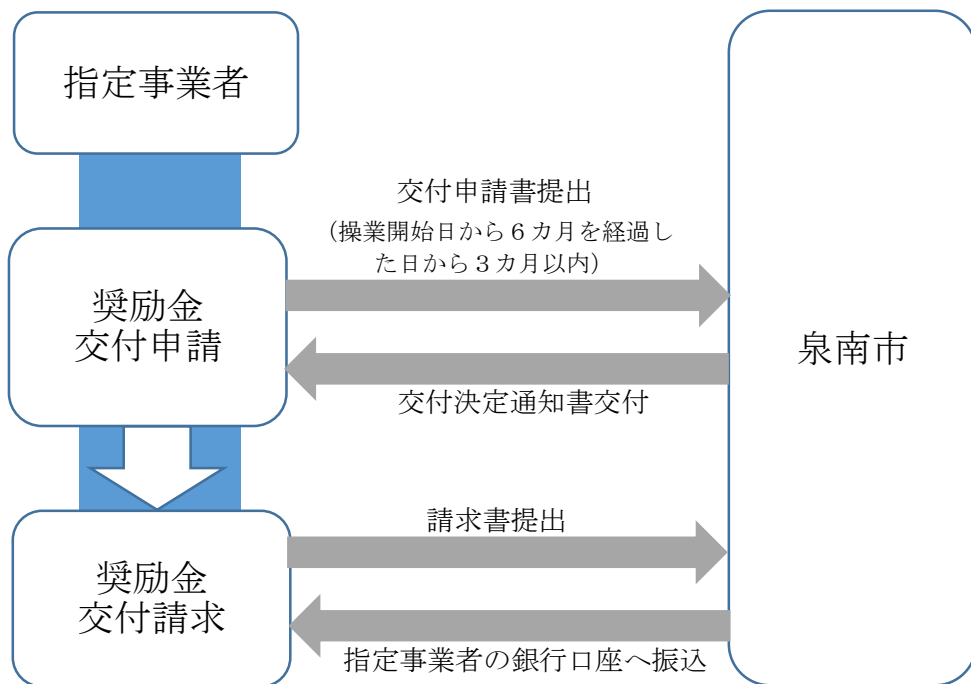 指定事業者
交付申請書提出
（操業開始日から６カ月を経過し
た日から３カ月以内）
奨励金
交付申請
泉南市
交付決定通知書交付
請求書提出
奨励金
交付請求
指定事業者の銀行口座へ振込